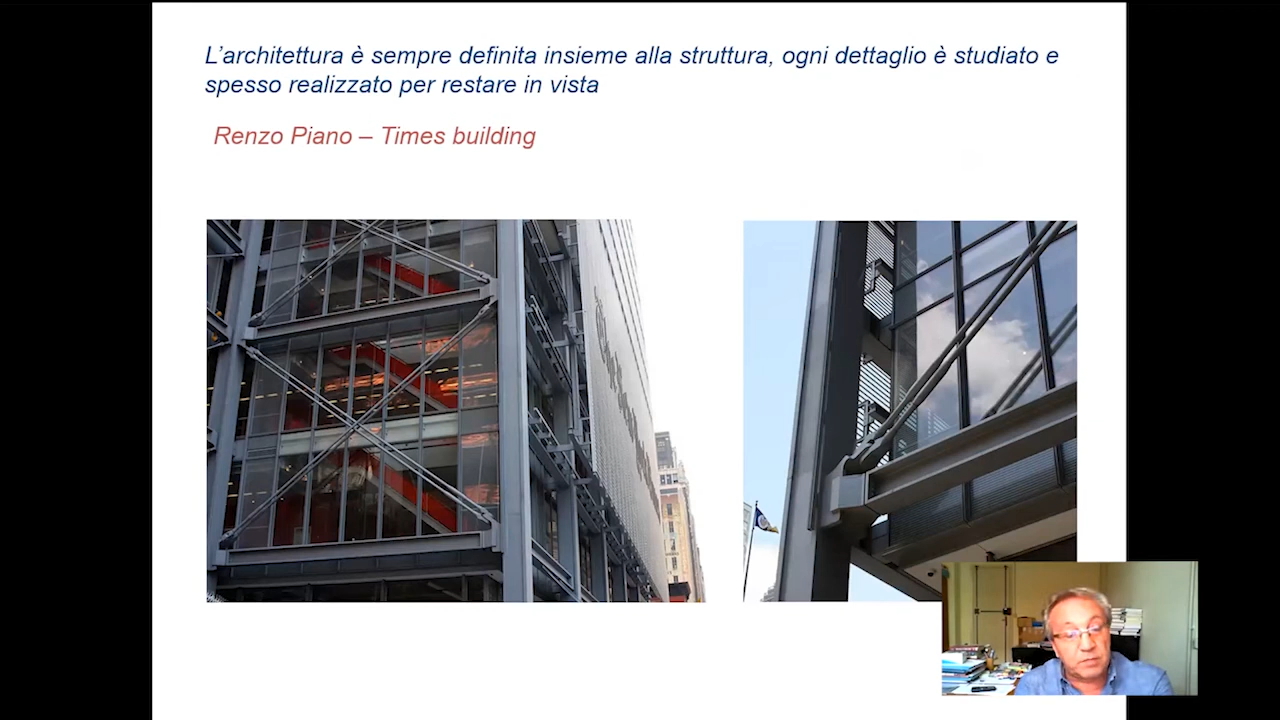 L'architettura è sempre definita insieme alla struttura, ogni dettaglio è studiato e
spesso realizzato per restare in vista
Renzo Piano – Times building